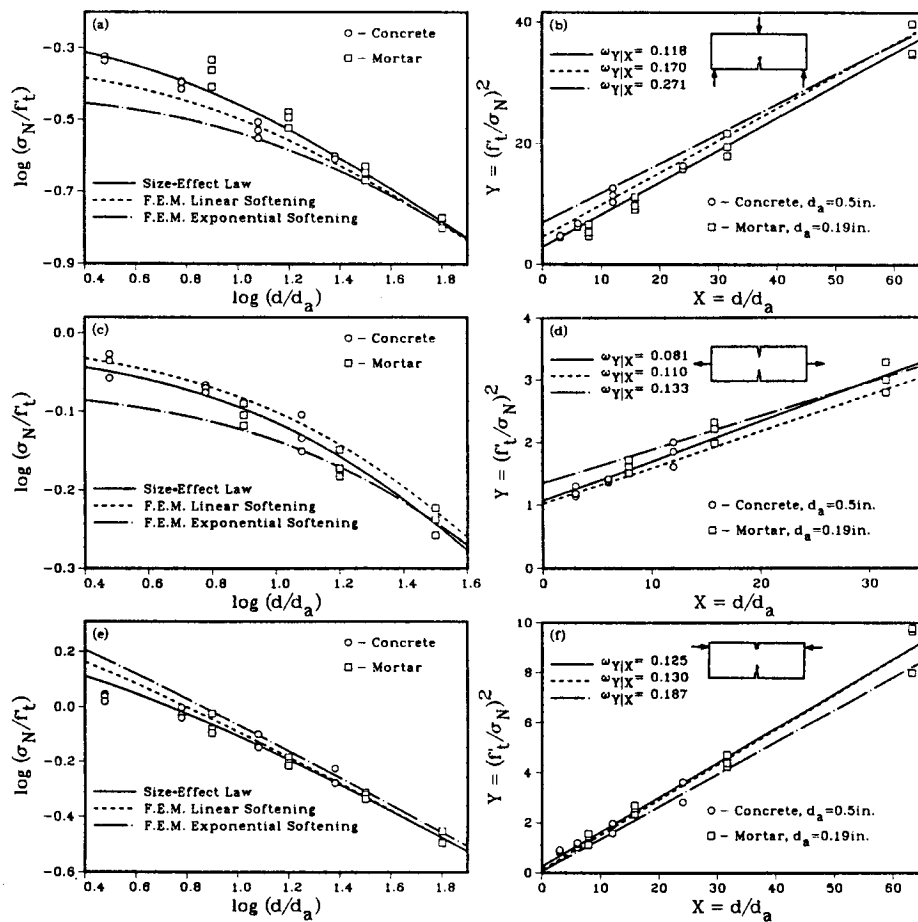 (a)
○ – Concrete
□ – Mortar
Size-Effect Law
F.E.M. Linear Softening
F.E.M. Exponential Softening
log (σN/f't)
-0.3
-0.5
-0.7
-0.9
0.4 0.6 0.8 1.0 1.2 1.4 1.6 1.8
log (d/da)
(b)
ωY|X = 0.118
ωY|X = 0.170
ωY|X = 0.271
○ – Concrete, da=0.5in.
□ – Mortar, da=0.19in.
Y = (f't/σN)2
40
20
0
0 10 20 30 40 50 60
X = d/da
(c)
○ – Concrete
□ – Mortar
Size-Effect Law
F.E.M. Linear Softening
F.E.M. Exponential Softening
log (σN/f't)
0.0
-0.1
-0.2
-0.3
0.4 0.6 0.8 1.0 1.2 1.4 1.6
log (d/da)
(d)
ωY|X = 0.081
ωY|X = 0.110
ωY|X = 0.133
○ – Concrete, da=0.5in.
□ – Mortar, da=0.19in.
Y = (f't/σN)2
4
3
2
1
0
0 10 20 30
X = d/da
(e)
○ – Concrete
□ – Mortar
Size-Effect Law
F.E.M. Linear Softening
F.E.M. Exponential Softening
log (σN/f't)
0.2
0.0
-0.2
-0.4
-0.6
0.4 0.6 0.8 1.0 1.2 1.4 1.6 1.8
log (d/da)
(f)
ωY|X = 0.125
ωY|X = 0.130
ωY|X = 0.187
○ – Concrete, da=0.5in.
□ – Mortar, da=0.19in.
Y = (f't/σN)2
10
8
6
4
2
0
0 10 20 30 40 50 60
X = d/da